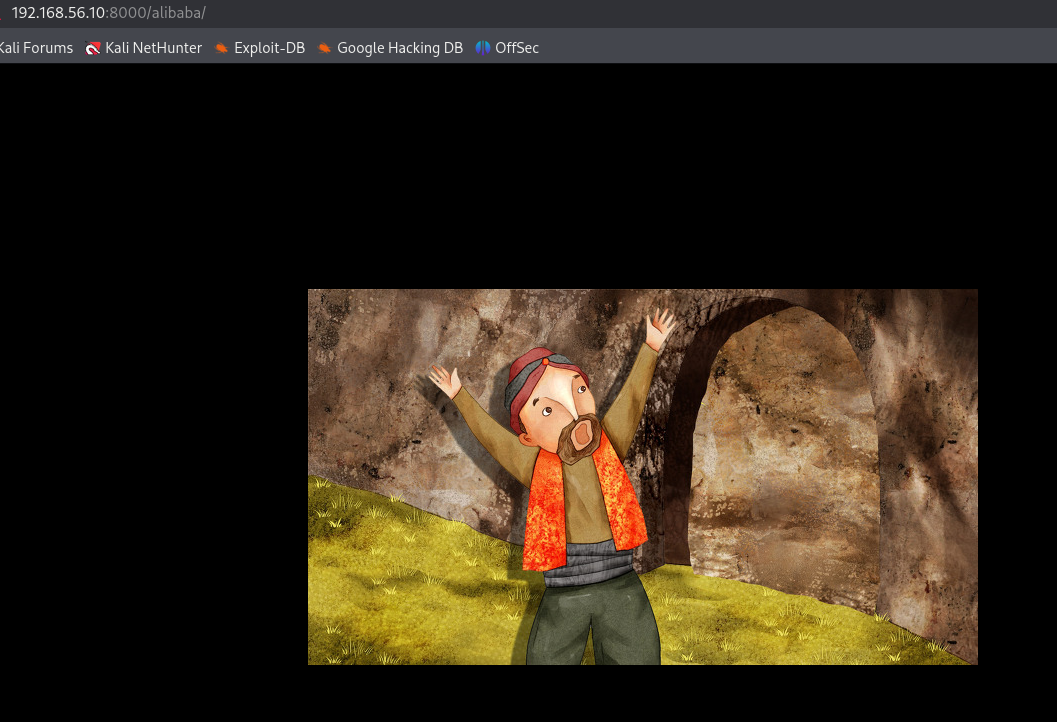 192.168.56.10:8000/alibaba/
Kali Forums Kali NetHunter Exploit-DB Google Hacking DB OffSec